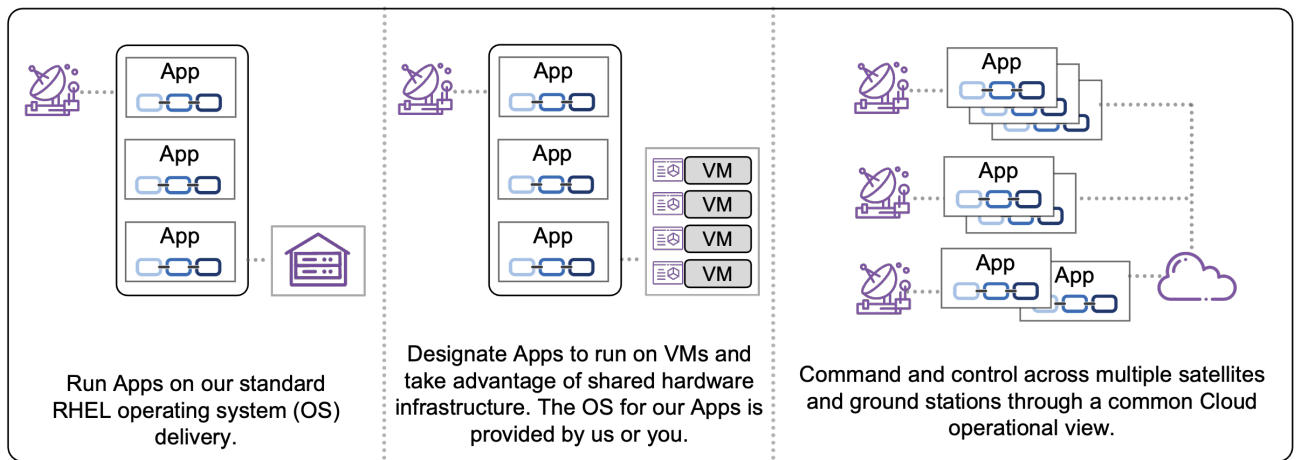 App
App
App
Run Apps on our standard
RHEL operating system (OS)
delivery.
App
App
App
VM
VM
VM
VM
Designate Apps to run on VMs and
take advantage of shared hardware
infrastructure. The OS for our Apps is
provided by us or you.
App
App
App
App
Command and control across multiple satellites
and ground stations through a common Cloud
operational view.